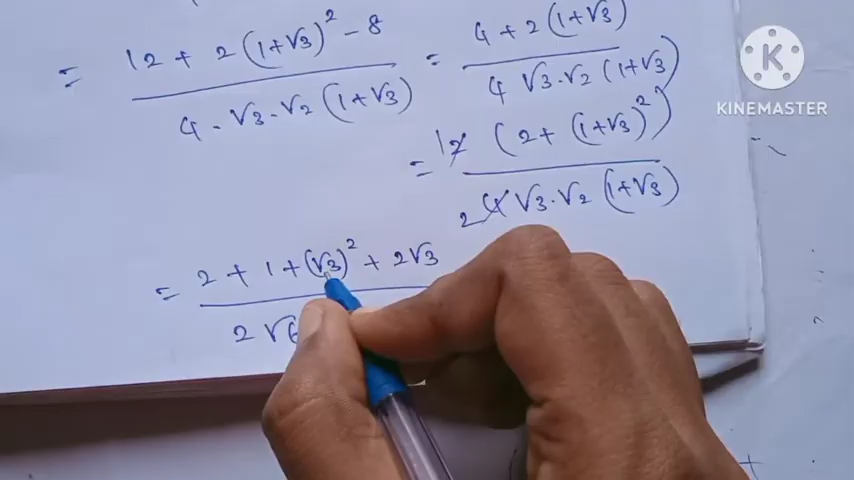 = 12 + 2 (1+√3)² - 8 / 4 · √3 · √2 (1+√3) = 4 + 2 (1+√3) / 4 √3 · √2 (1+√3)
= 12 (2 + (1+√3)²) / 2 4 √3 · √2 (1+√3)
= 2 + 1 + (√3)² + 2√3 / 2 √6
K
KINEMASTER